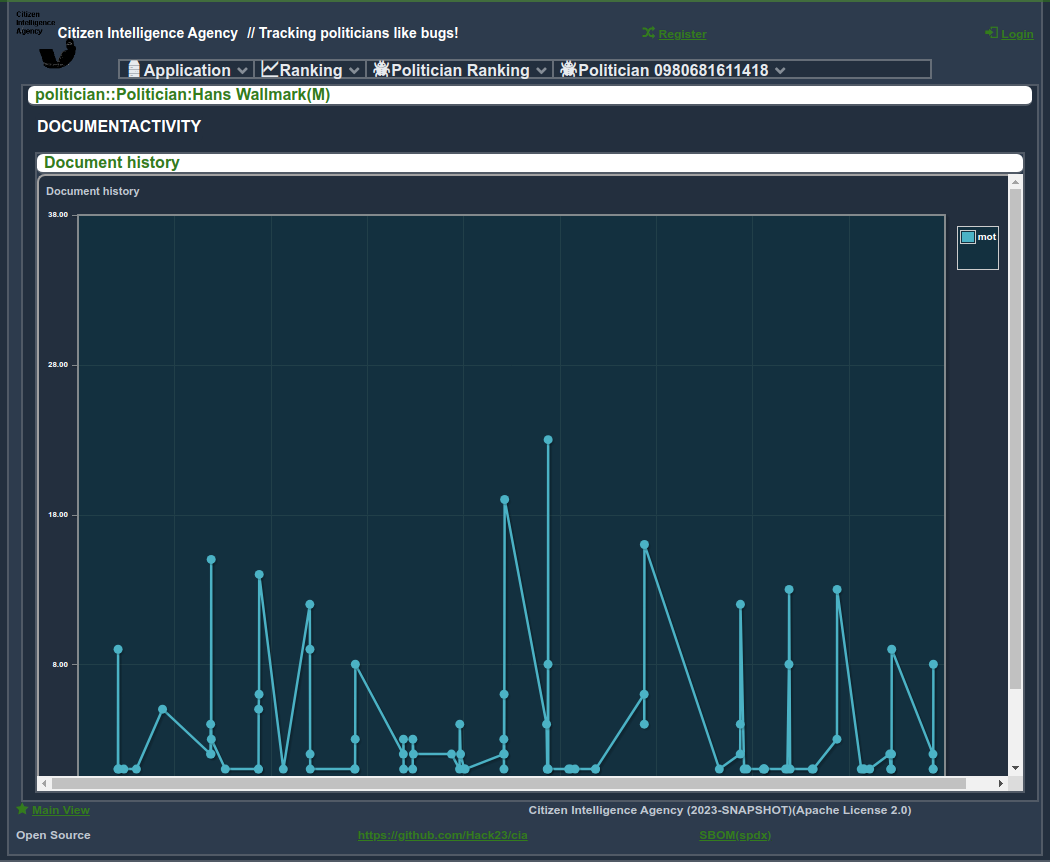 Citizen
Intelligence
Agency
Citizen Intelligence Agency // Tracking politicians like bugs!
Register
Login
Application
Ranking
Politician Ranking
Politician 0980681611418
politician::Politician:Hans Wallmark(M)
DOCUMENTACTIVITY
Document history
Document history
38.00
mot
28.00
18.00
8.00
Main View
Citizen Intelligence Agency (2023-SNAPSHOT)(Apache License 2.0)
Open Source
https://github.com/Hack23/cia
SBOM(spdx)